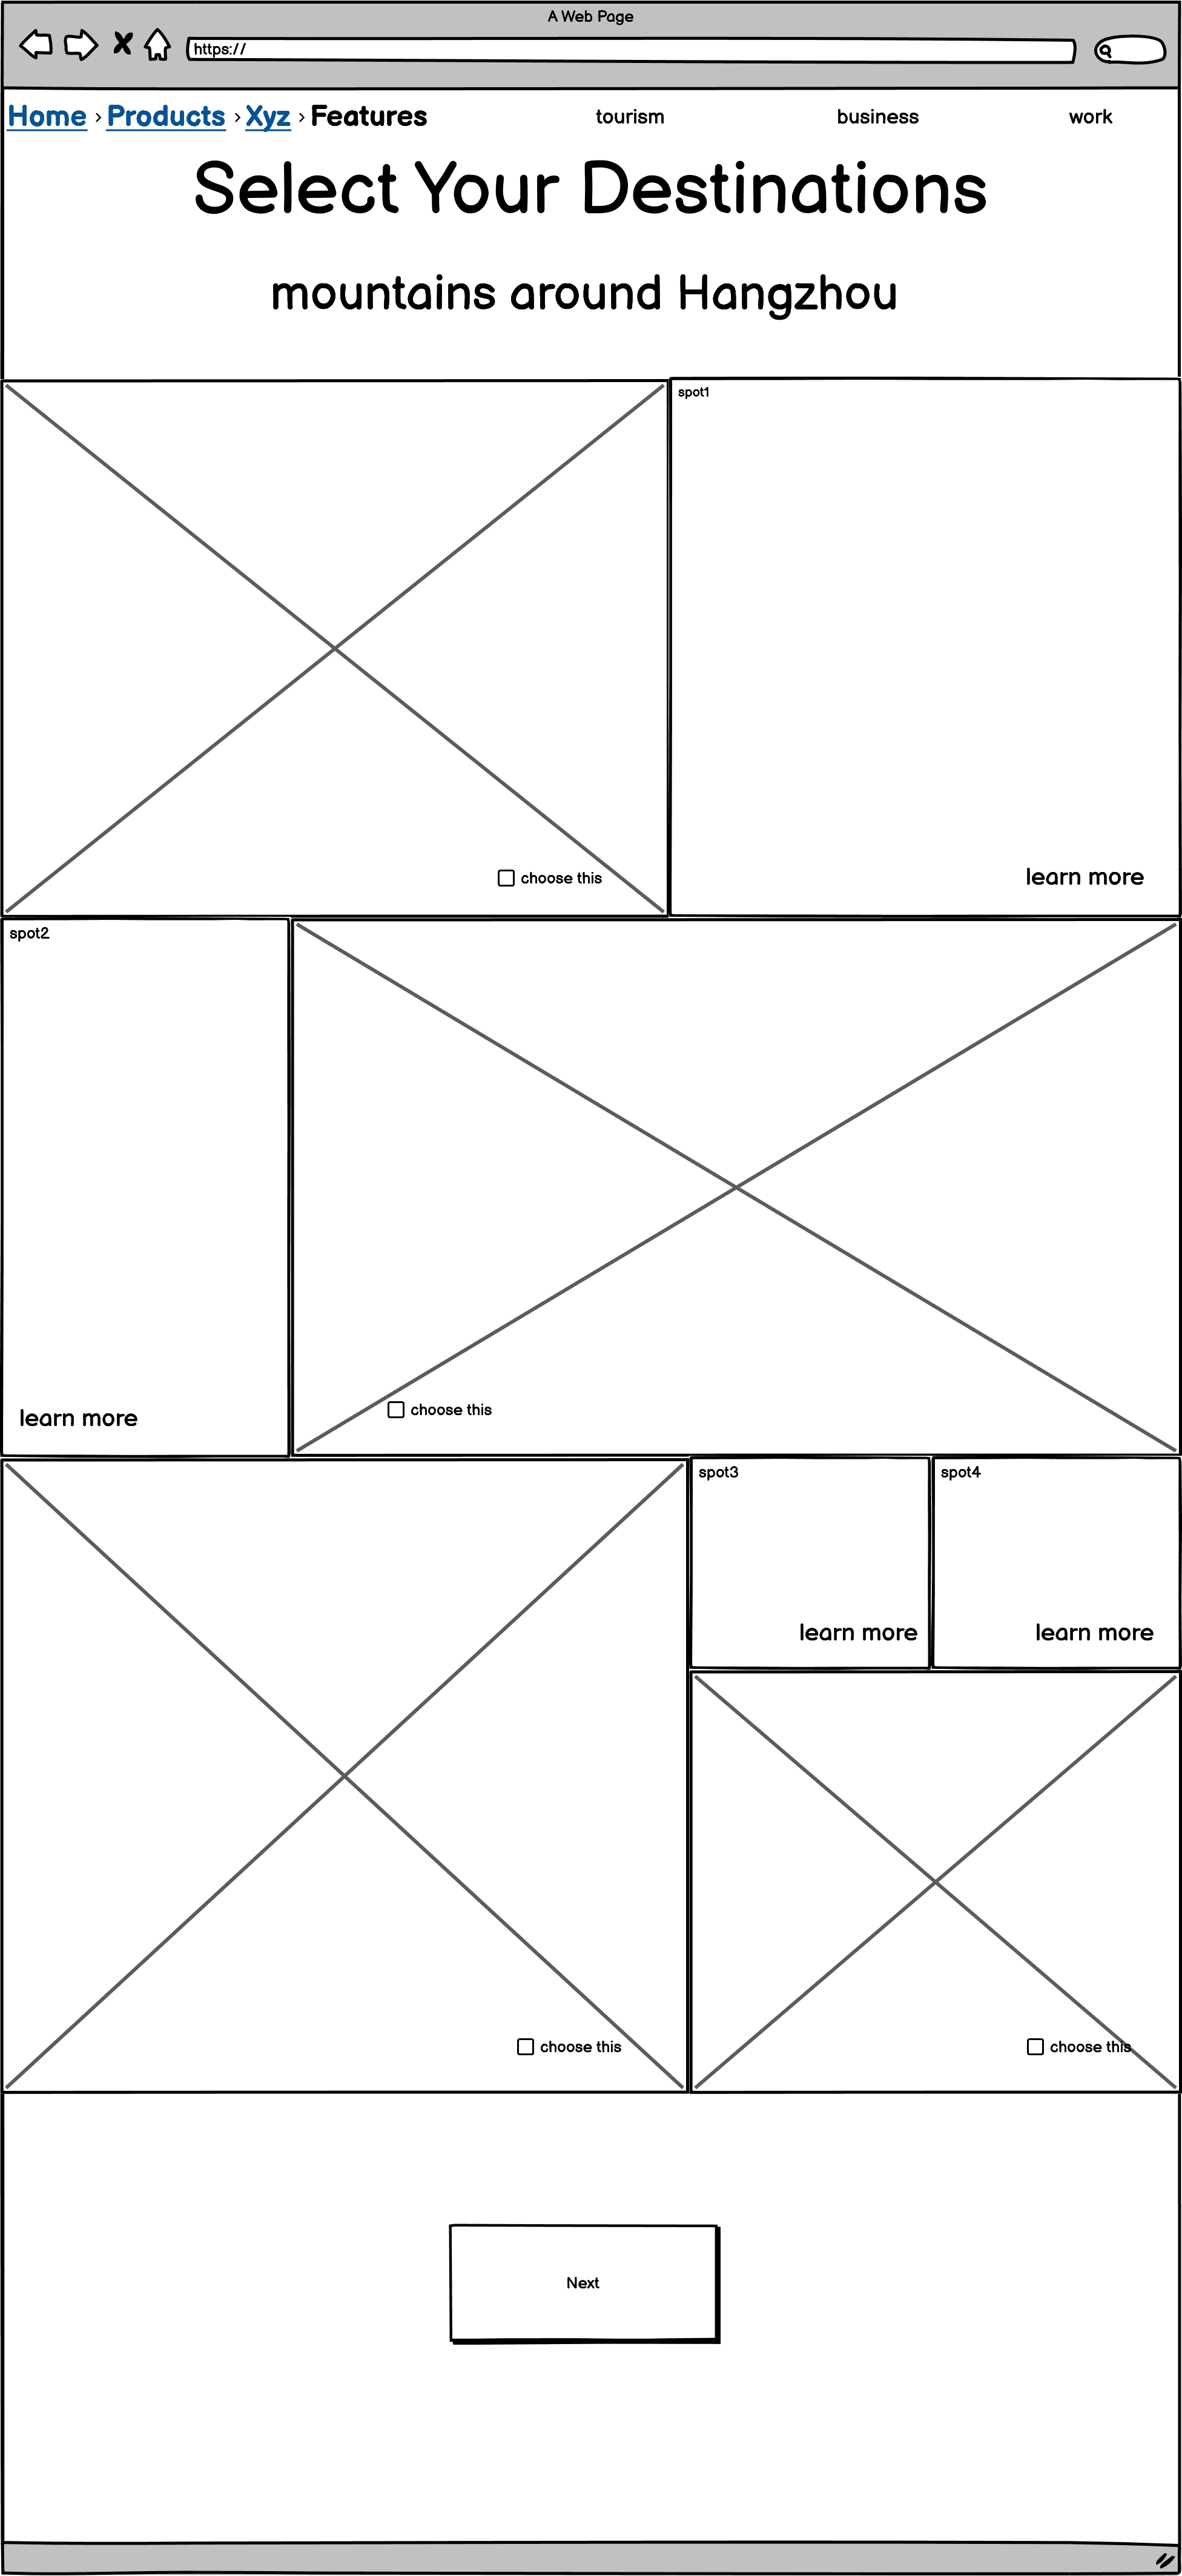 A Web Page
https://
Home › Products › Xyz › Features
tourism
business
work
Select Your Destinations
mountains around Hangzhou
spot1
choose this
learn more
spot2
choose this
learn more
spot3
spot4
learn more
learn more
choose this
choose this
Next